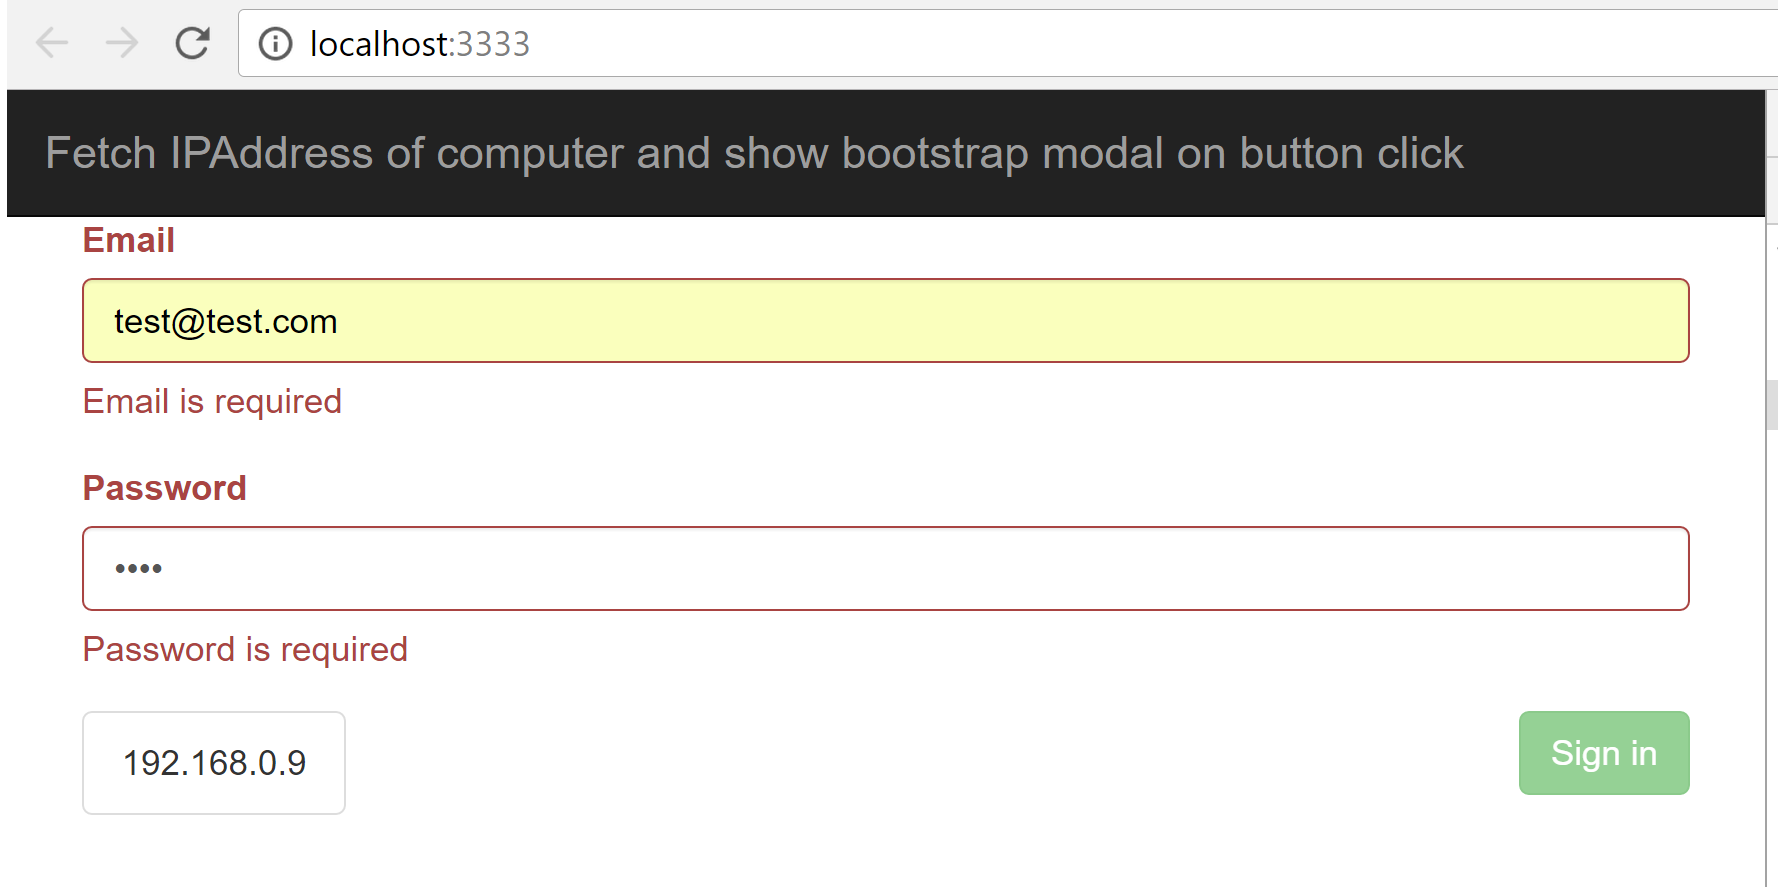 localhost:3333
Fetch IPAddress of computer and show bootstrap modal on button click
Email
test@test.com
Email is required
Password
••••
Password is required
192.168.0.9
Sign in